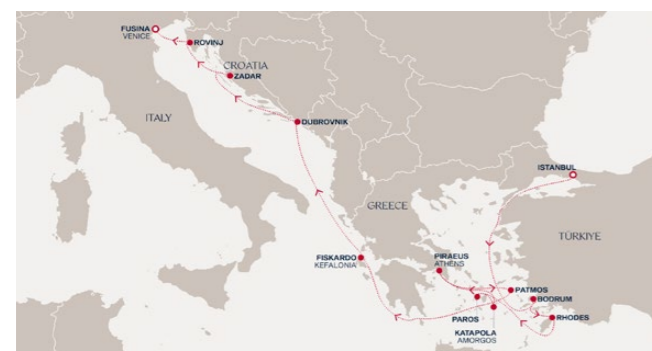 FUSINA
VENICE
ROVINJ
CROATIA
ZADAR
ITALY
DUBROVNIK
ISTANBUL
GREECE
TÜRKIYE
FISKARDO
KEFALONIA
PIRAEUS
ATHENS
PATMOS
BODRUM
RHODES
PAROS
KATAPOLA
AMORGOS